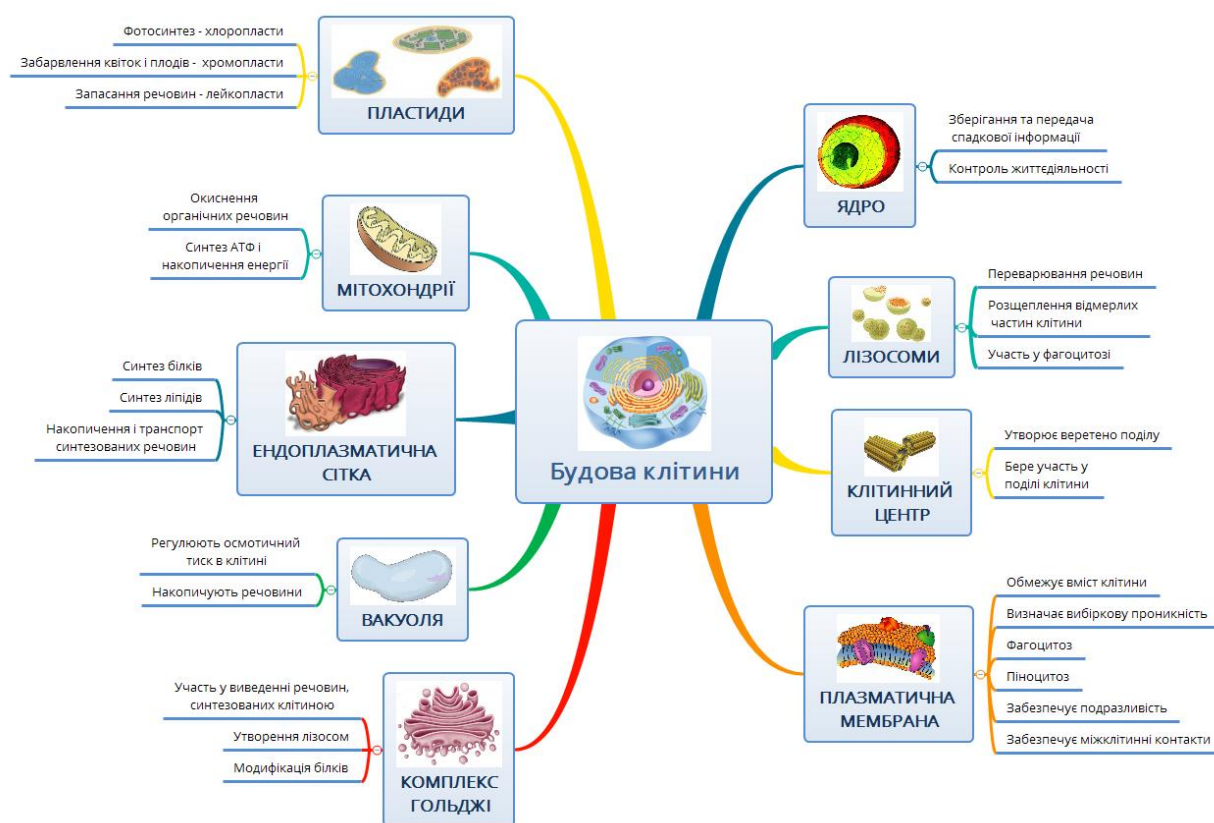 Фотосинтез - хлоропласти
Забарвлення квіток і плодів - хромопласти
Запасання речовин - лейкопласти
ПЛАСТИДИ
Окиснення
органічних речовин
Синтез АТФ і
накопичення енергії
МІТОХОНДРІЇ
Синтез білків
Синтез ліпідів
Накопичення і транспорт
синтезованих речовин
ЕНДОПЛАЗМАТИЧНА
СІТКА
Регулюють осмотичний
тиск в клітині
Накопичують речовини
ВАКУОЛЯ
Участь у виведенні речовин,
синтезованих клітиною
Утворення лізосом
Модифікація білків
КОМПЛЕКС
ГОЛЬДЖІ
Будова клітини
ЯДРО
Зберігання та передача
спадкової інформації
Контроль життєдіяльності
ЛІЗОСОМИ
Переварювання речовин
Розщеплення відмерлих
частин клітини
Участь у фагоцитозі
КЛІТИННИЙ
ЦЕНТР
Утворює веретено поділу
Бере участь у
поділі клітини
ПЛАЗМАТИЧНА
МЕМБРАНА
Обмежує вміст клітини
Визначає вибіркову проникність
Фагоцитоз
Піноцитоз
Забезпечує подразливість
Забезпечує міжклітинні контакти